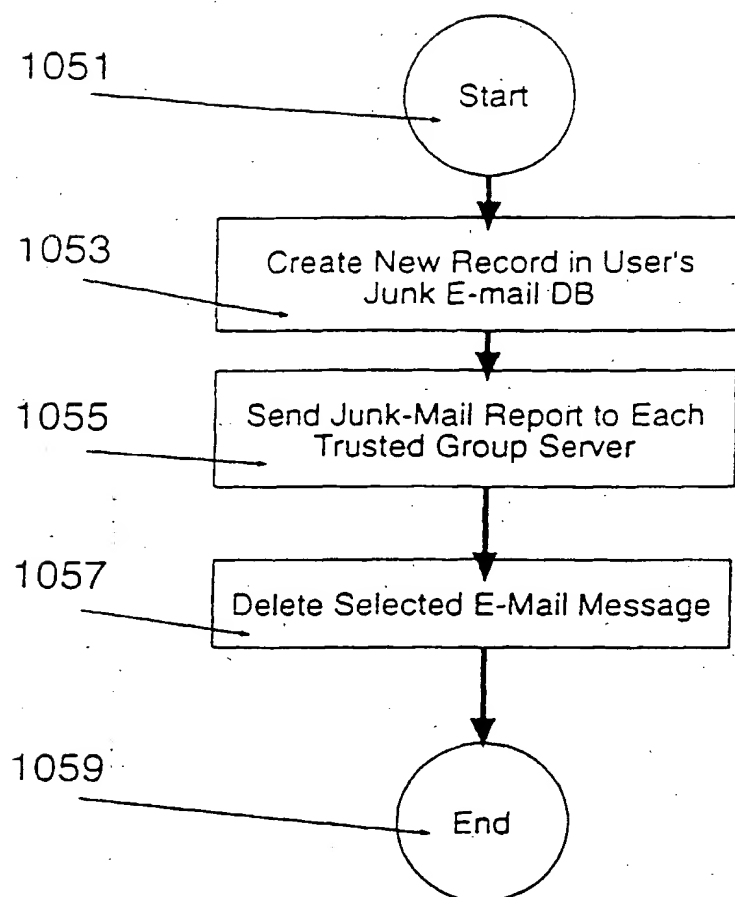 1051
Start
1053
Create New Record in User's
Junk E-mail DB
1055
Send Junk-Mail Report to Each
Trusted Group Server
1057
Delete Selected E-Mail Message
1059
End